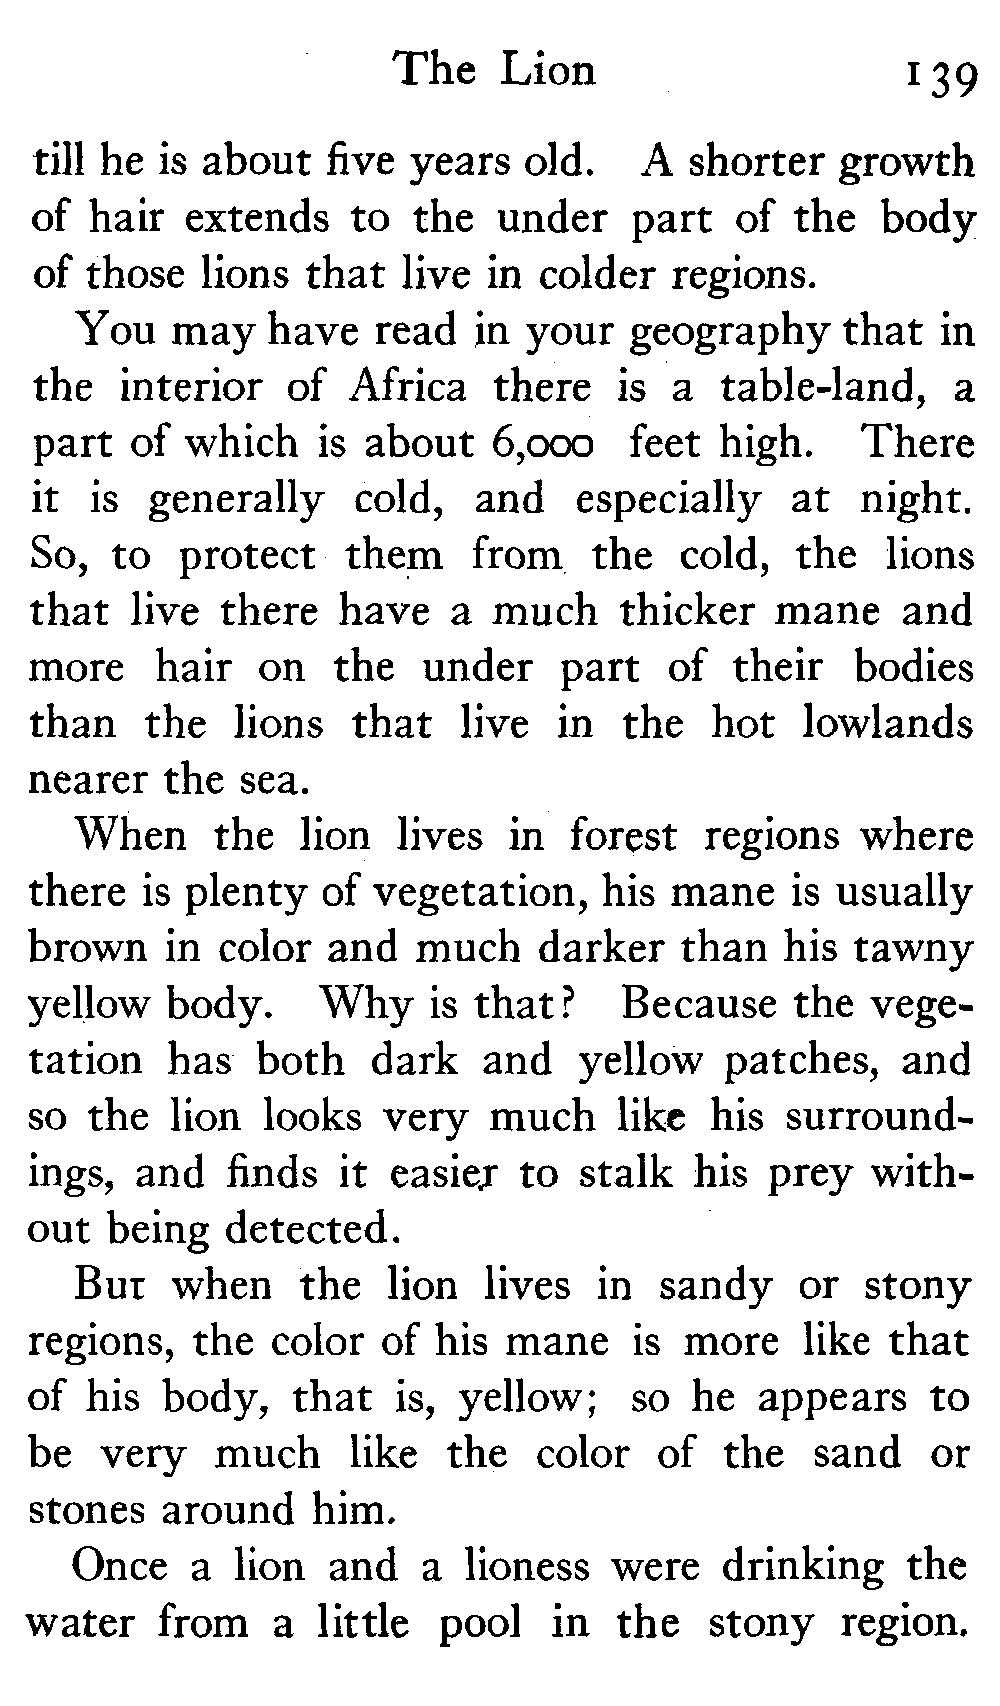 The Lion 139
till he is about five years old. A shorter growth
of hair extends to the under part of the body
of those lions that live in colder regions.
You may have read in your geography that in
the interior of Africa there is a table-land, a
part of which is about 6,000 feet high. There
it is generally cold, and especially at night.
So, to protect them from the cold, the lions
that live there have a much thicker mane and
more hair on the under part of their bodies
than the lions that live in the hot lowlands
nearer the sea.
When the lion lives in forest regions where
there is plenty of vegetation, his mane is usually
brown in color and much darker than his tawny
yellow body. Why is that? Because the vege-
tation has both dark and yellow patches, and
so the lion looks very much like his surround-
ings, and finds it easier to stalk his prey with-
out being detected.
But when the lion lives in sandy or stony
regions, the color of his mane is more like that
of his body, that is, yellow; so he appears to
be very much like the color of the sand or
stones around him.
Once a lion and a lioness were drinking the
water from a little pool in the stony region.